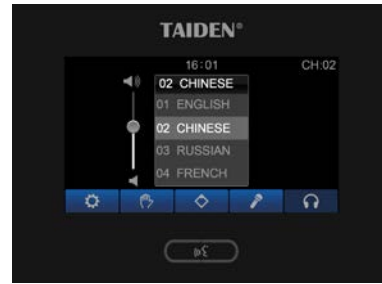 TAIDEN®
16:01 CH:02
02 CHINESE
01 ENGLISH
02 CHINESE
03 RUSSIAN
04 FRENCH